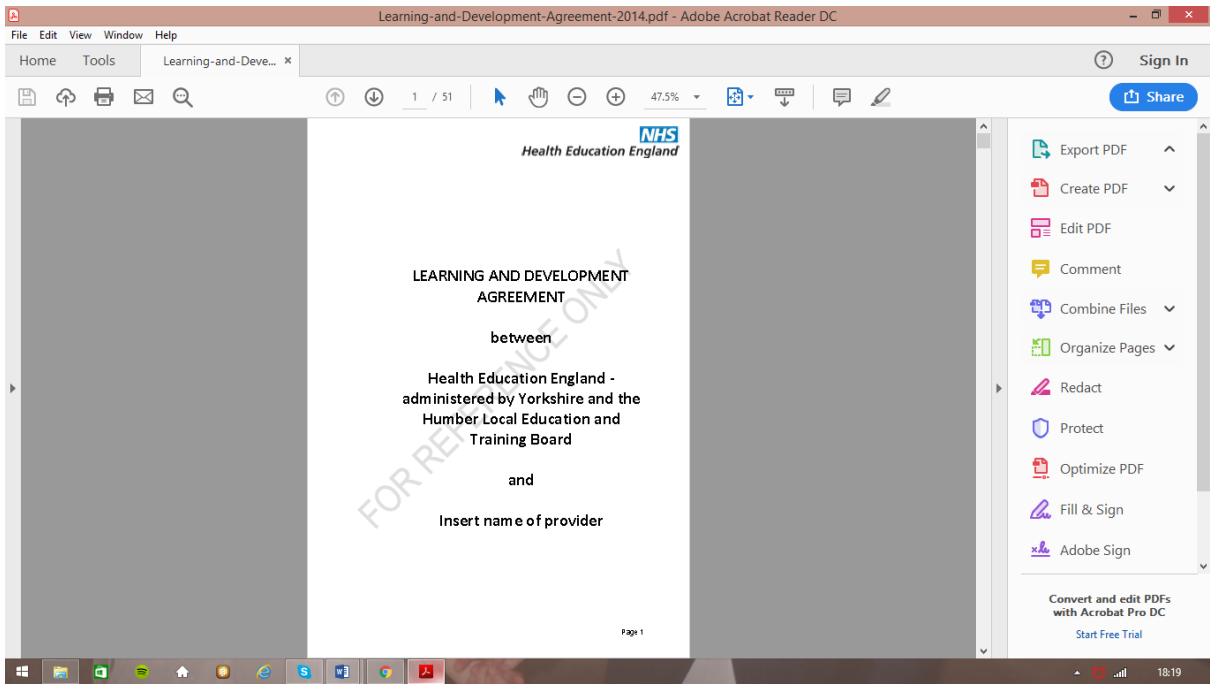 Learning-and-Development-Agreement-2014.pdf - Adobe Acrobat Reader DC
File Edit View Window Help
Home Tools Learning-and-Deve... × ? Sign In
1 / 51 47.5% Share
NHS
Health Education England
LEARNING AND DEVELOPMENT
AGREEMENT
between
Health Education England -
administered by Yorkshire and the
Humber Local Education and
Training Board
and
Insert name of provider
FOR REFERENCE ONLY
Page 1
Export PDF
Create PDF
Edit PDF
Comment
Combine Files
Organize Pages
Redact
Protect
Optimize PDF
Fill & Sign
Adobe Sign
Convert and edit PDFs
with Acrobat Pro DC
Start Free Trial
18:19